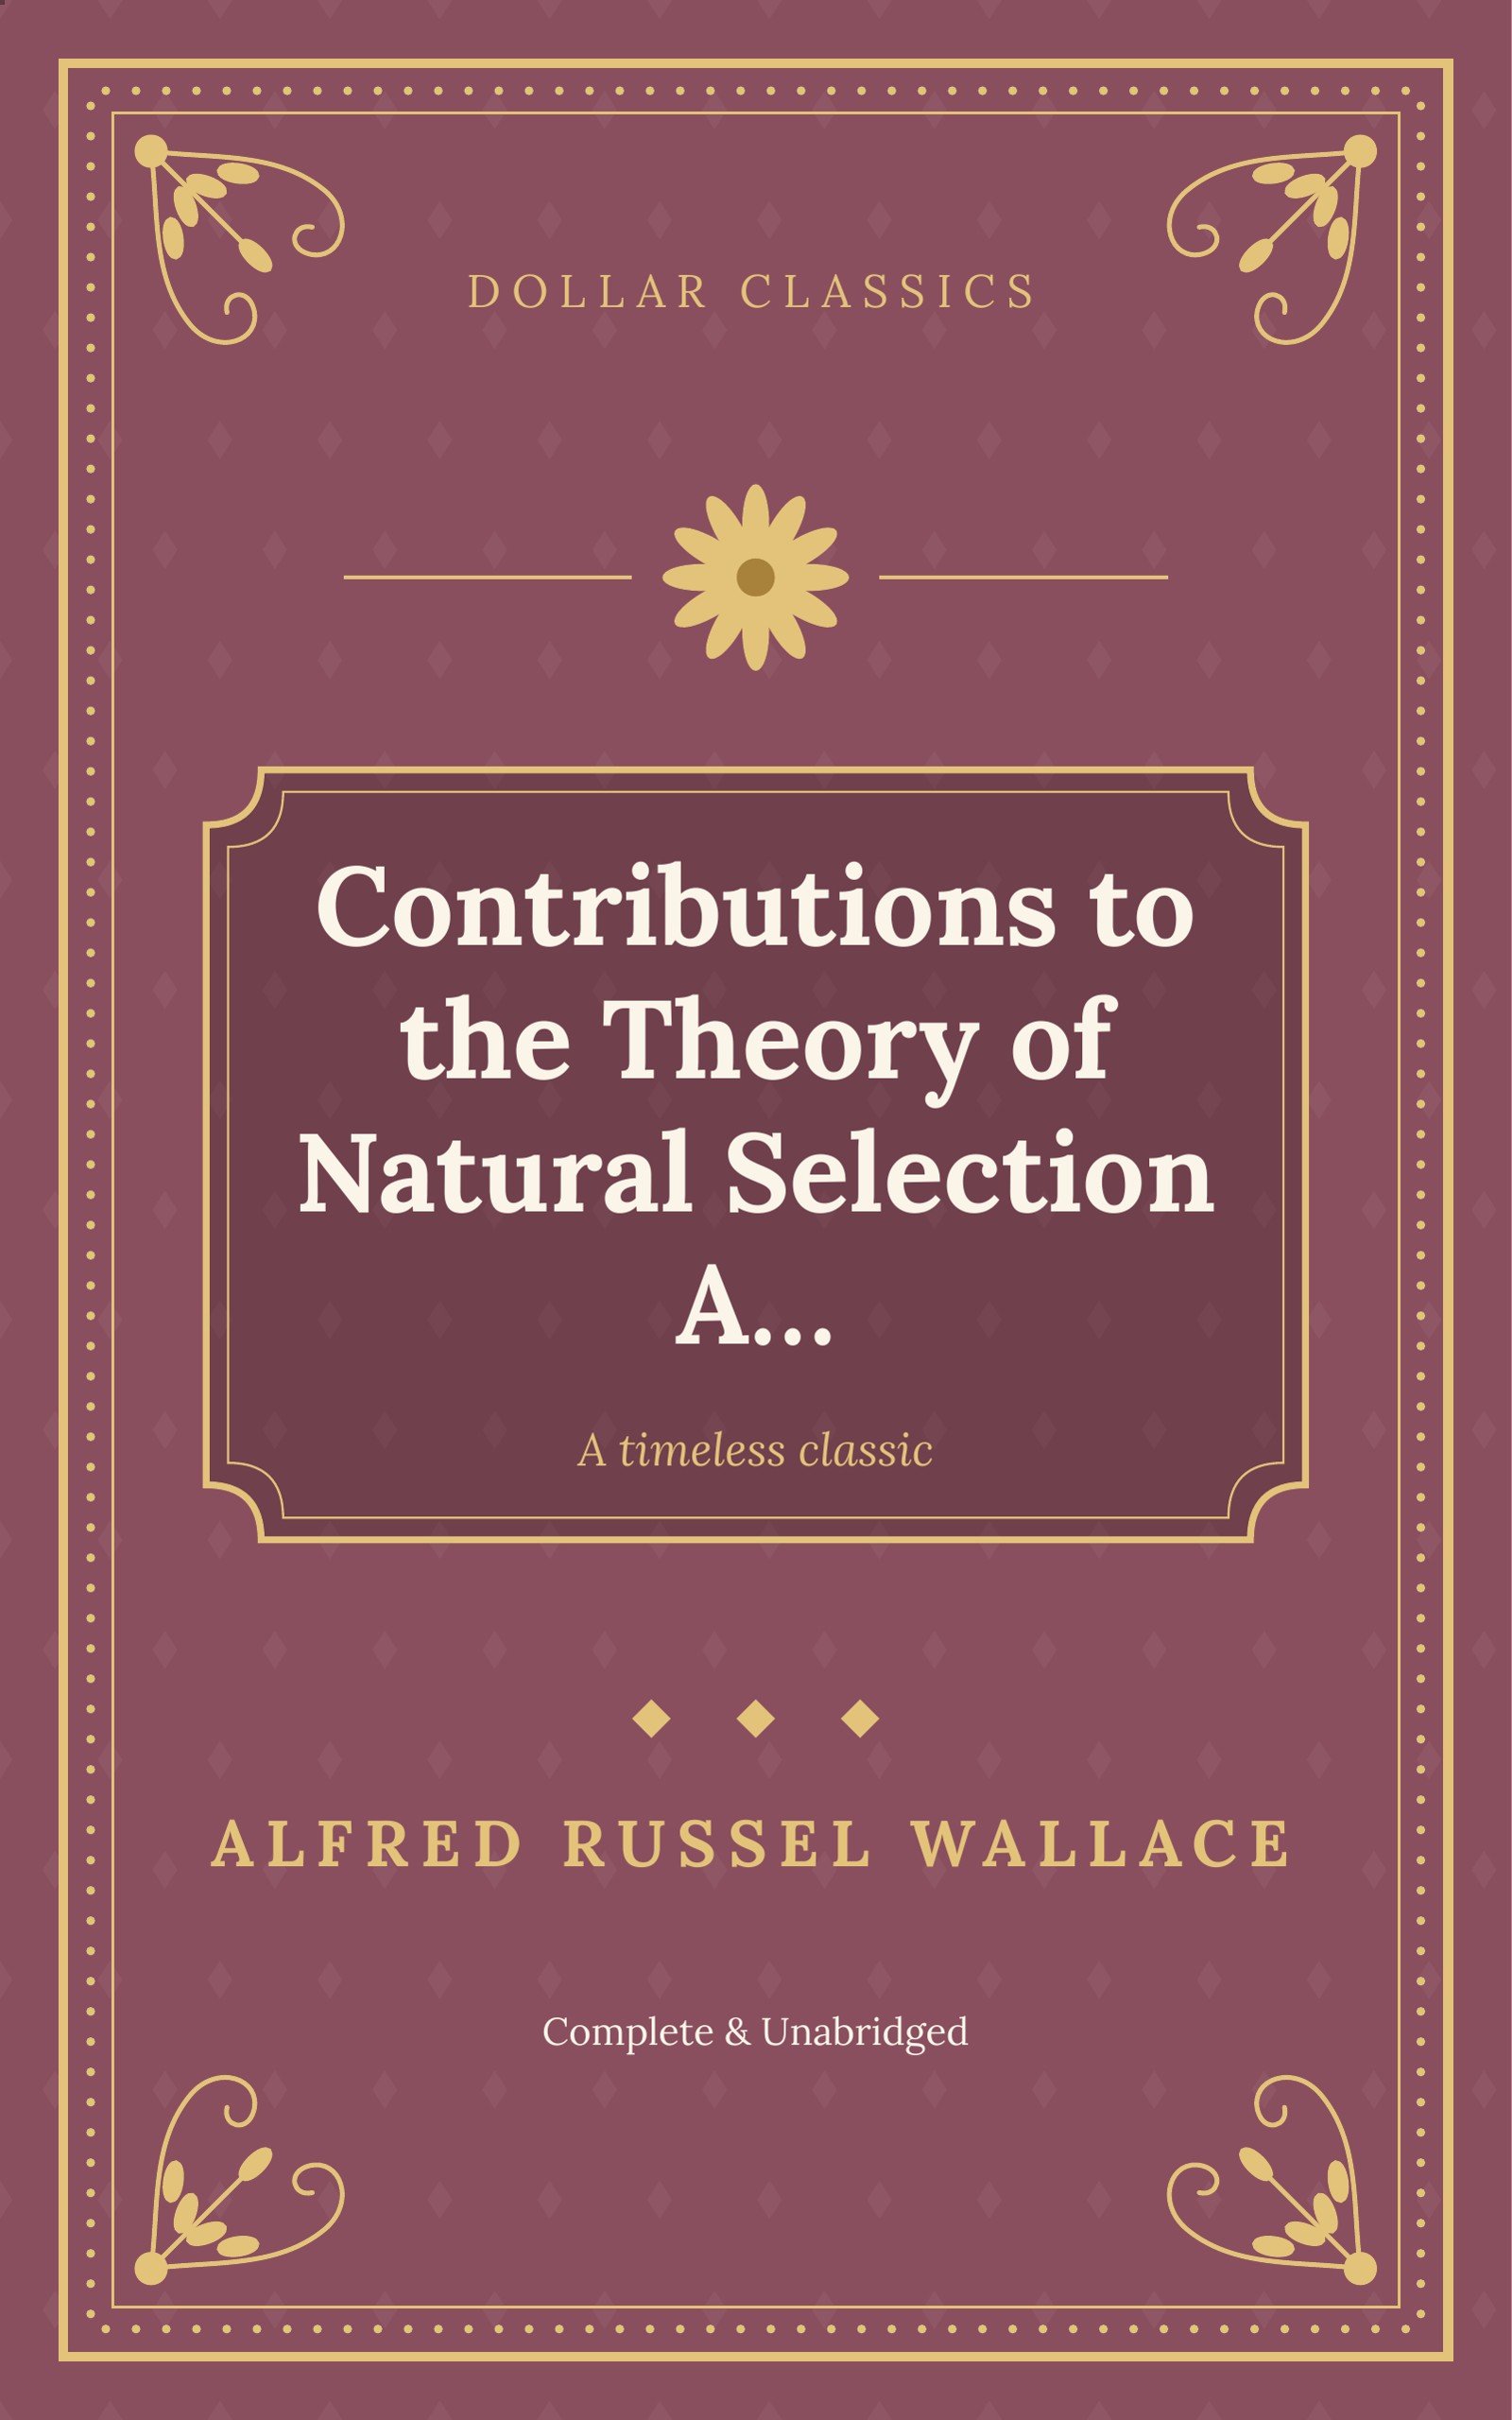 DOLLAR CLASSICS
Contributions to
the Theory of
Natural Selection
A...
A timeless classic
ALFRED RUSSEL WALLACE
Complete & Unabridged